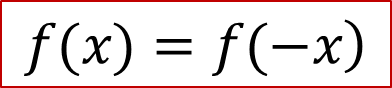 f(x) = f(−x)